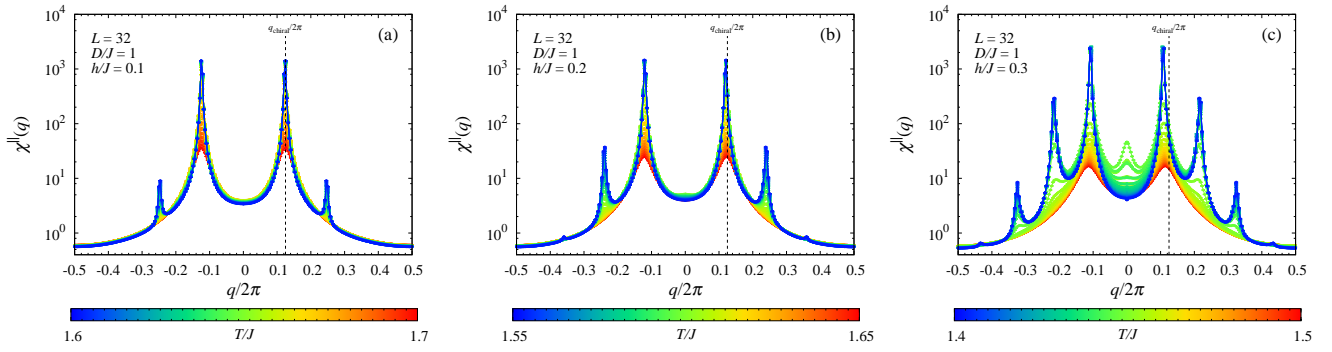 q_chiral/2π
(a)
L = 32
D/J = 1
h/J = 0.1
10^4
10^3
10^2
10^1
10^0
χ^||(q)
-0.5 -0.4 -0.3 -0.2 -0.1 0 0.1 0.2 0.3 0.4 0.5
q/2π
1.6 T/J 1.7
q_chiral/2π
(b)
L = 32
D/J = 1
h/J = 0.2
10^4
10^3
10^2
10^1
10^0
χ^||(q)
-0.5 -0.4 -0.3 -0.2 -0.1 0 0.1 0.2 0.3 0.4 0.5
q/2π
1.55 T/J 1.65
q_chiral/2π
(c)
L = 32
D/J = 1
h/J = 0.3
10^4
10^3
10^2
10^1
10^0
χ^||(q)
-0.5 -0.4 -0.3 -0.2 -0.1 0 0.1 0.2 0.3 0.4 0.5
q/2π
1.4 T/J 1.5